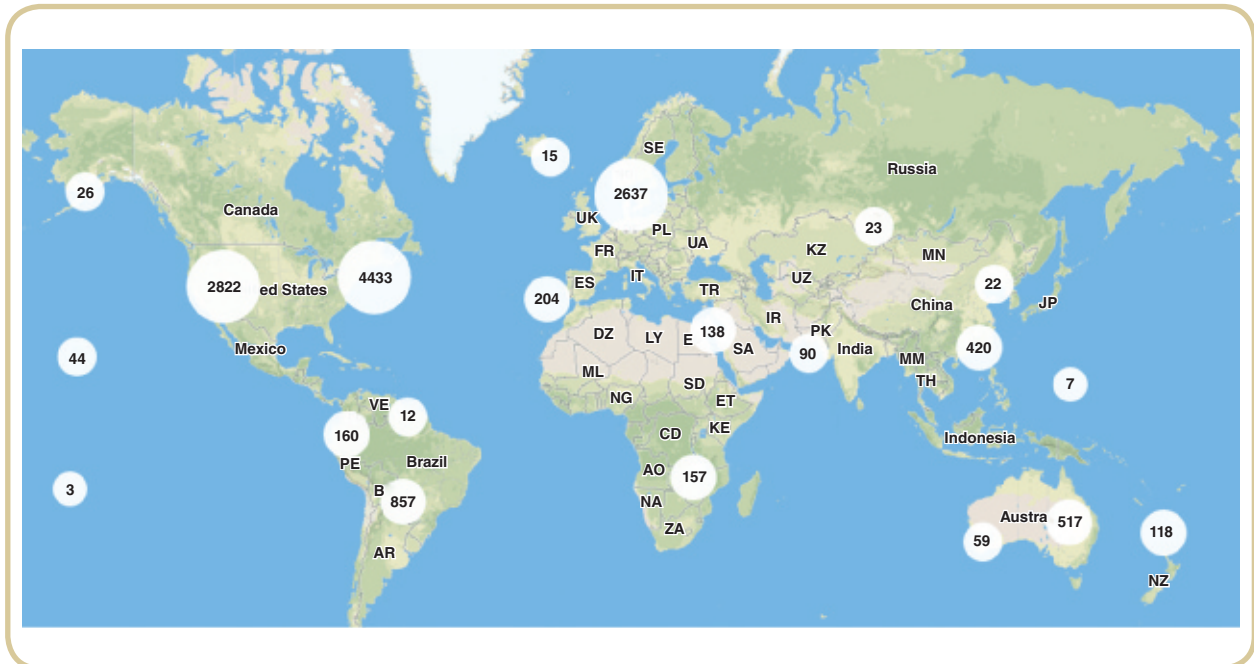 SE
15
Russia
26
2637
Canada
UK
23
PL
FR
UA
KZ
MN
4433
2822
ed States
IT
ES
UZ
TR
22
China
JP
204
IR
138
PK
DZ
LY
E
SA
90
India
420
Mexico
44
MM
ML
SD
TH
7
NG
ET
VE
12
160
CD
KE
Indonesia
PE
Brazil
AO
157
3
B
857
NA
Austra
517
ZA
59
118
AR
NZ